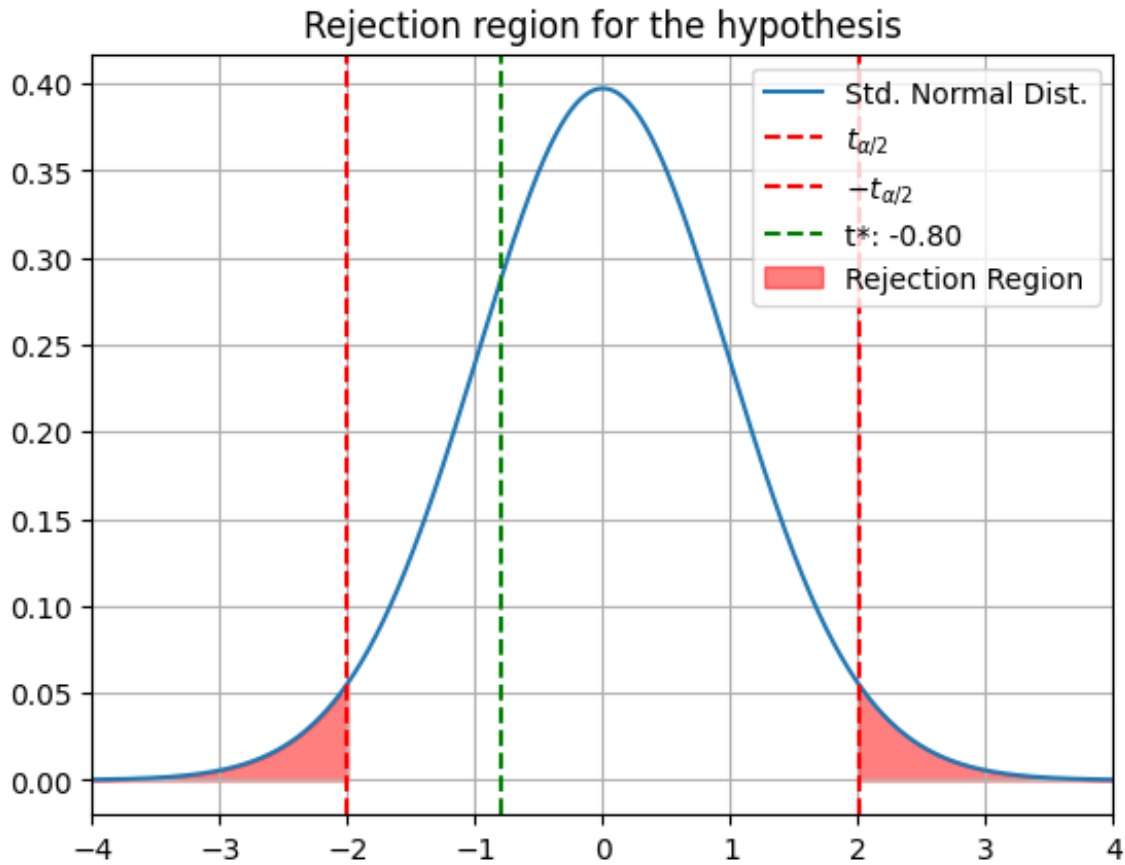 Rejection region for the hypothesis
0.40
0.35
0.30
0.25
0.20
0.15
0.10
0.05
0.00
−4 −3 −2 −1 0 1 2 3 4
Std. Normal Dist.
t_{α/2}
−t_{α/2}
t*: -0.80
Rejection Region